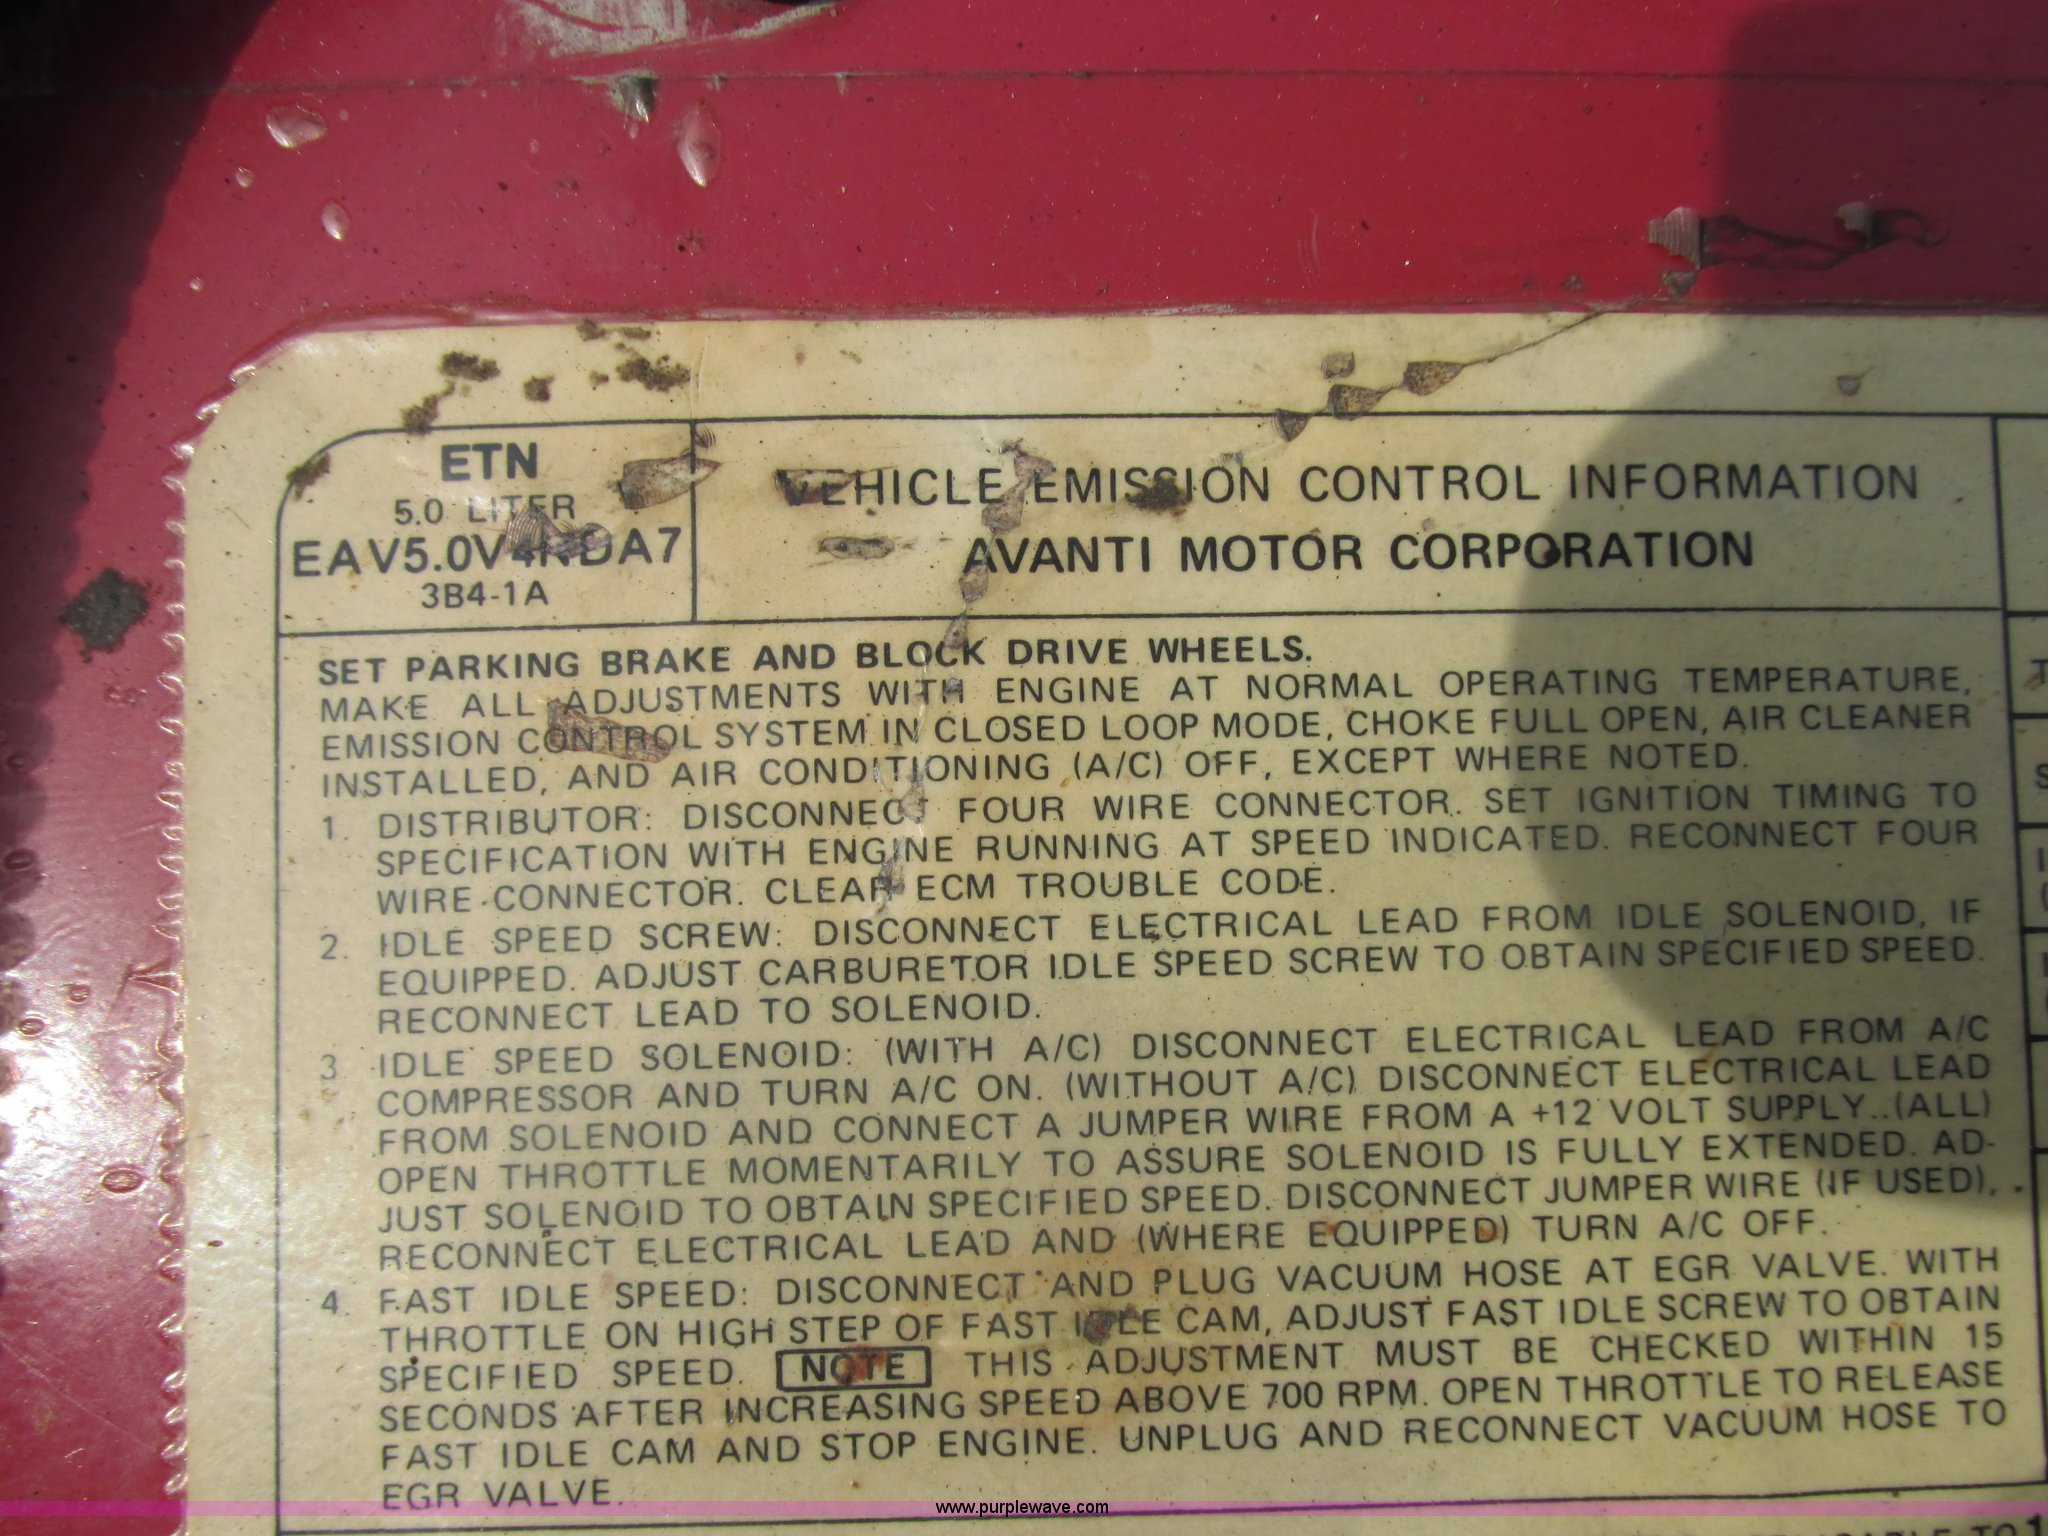 ETN
5.0 LITER
EAV5.0V4NDA7
3B4-1A
VEHICLE EMISSION CONTROL INFORMATION
AVANTI MOTOR CORPORATION
SET PARKING BRAKE AND BLOCK DRIVE WHEELS.
MAKE ALL ADJUSTMENTS WITH ENGINE AT NORMAL OPERATING TEMPERATURE,
EMISSION CONTROL SYSTEM IN CLOSED LOOP MODE, CHOKE FULL OPEN, AIR CLEANER
INSTALLED, AND AIR CONDITIONING (A/C) OFF, EXCEPT WHERE NOTED.
1. DISTRIBUTOR: DISCONNECT FOUR WIRE CONNECTOR. SET IGNITION TIMING TO
SPECIFICATION WITH ENGINE RUNNING AT SPEED INDICATED. RECONNECT FOUR
WIRE CONNECTOR. CLEAR ECM TROUBLE CODE.
2. IDLE SPEED SCREW: DISCONNECT ELECTRICAL LEAD FROM IDLE SOLENOID, IF
EQUIPPED. ADJUST CARBURETOR IDLE SPEED SCREW TO OBTAIN SPECIFIED SPEED.
RECONNECT LEAD TO SOLENOID.
3 IDLE SPEED SOLENOID: (WITH A/C) DISCONNECT ELECTRICAL LEAD FROM A/C
COMPRESSOR AND TURN A/C ON. (WITHOUT A/C) DISCONNECT ELECTRICAL LEAD
FROM SOLENOID AND CONNECT A JUMPER WIRE FROM A +12 VOLT SUPPLY. (ALL)
OPEN THROTTLE MOMENTARILY TO ASSURE SOLENOID IS FULLY EXTENDED. AD-
JUST SOLENOID TO OBTAIN SPECIFIED SPEED. DISCONNECT JUMPER WIRE (IF USED),
RECONNECT ELECTRICAL LEAD AND (WHERE EQUIPPED) TURN A/C OFF.
4. FAST IDLE SPEED: DISCONNECT AND PLUG VACUUM HOSE AT EGR VALVE. WITH
THROTTLE ON HIGH STEP OF FAST IDLE CAM, ADJUST FAST IDLE SCREW TO OBTAIN
SPECIFIED SPEED. NOTE THIS ADJUSTMENT MUST BE CHECKED WITHIN 15
SECONDS AFTER INCREASING SPEED ABOVE 700 RPM. OPEN THROTTLE TO RELEASE
FAST IDLE CAM AND STOP ENGINE. UNPLUG AND RECONNECT VACUUM HOSE TO
EGR VALVE.
www.purplewave.com